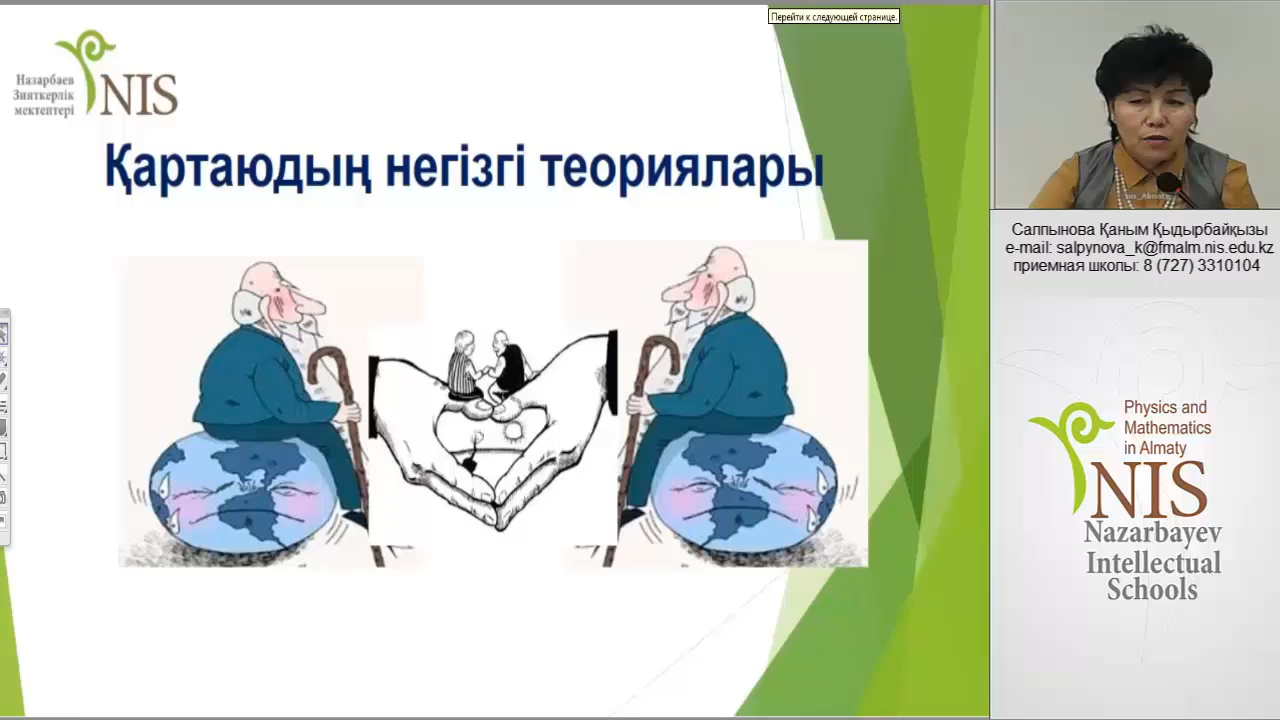 Перейти к следующей странице.
Назарбаев
Зияткерлік
мектептері
NIS
Қартаюдың негізгі теориялары
Салпынова Қаным Қыдырбайқызы
e-mail: salpynova_k@fmalm.nis.edu.kz
приемная школы: 8 (727) 3310104
Physics and
Mathematics
in Almaty
NIS
Nazarbayev
Intellectual
Schools